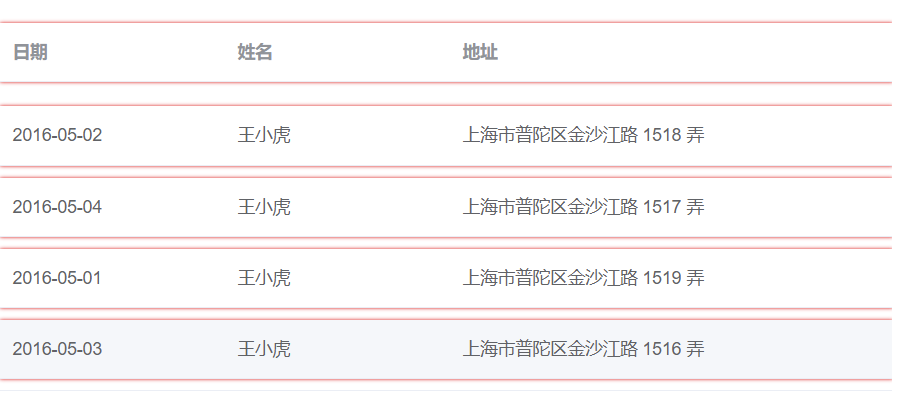 日期 姓名 地址
2016-05-02 王小虎 上海市普陀区金沙江路 1518 弄
2016-05-04 王小虎 上海市普陀区金沙江路 1517 弄
2016-05-01 王小虎 上海市普陀区金沙江路 1519 弄
2016-05-03 王小虎 上海市普陀区金沙江路 1516 弄